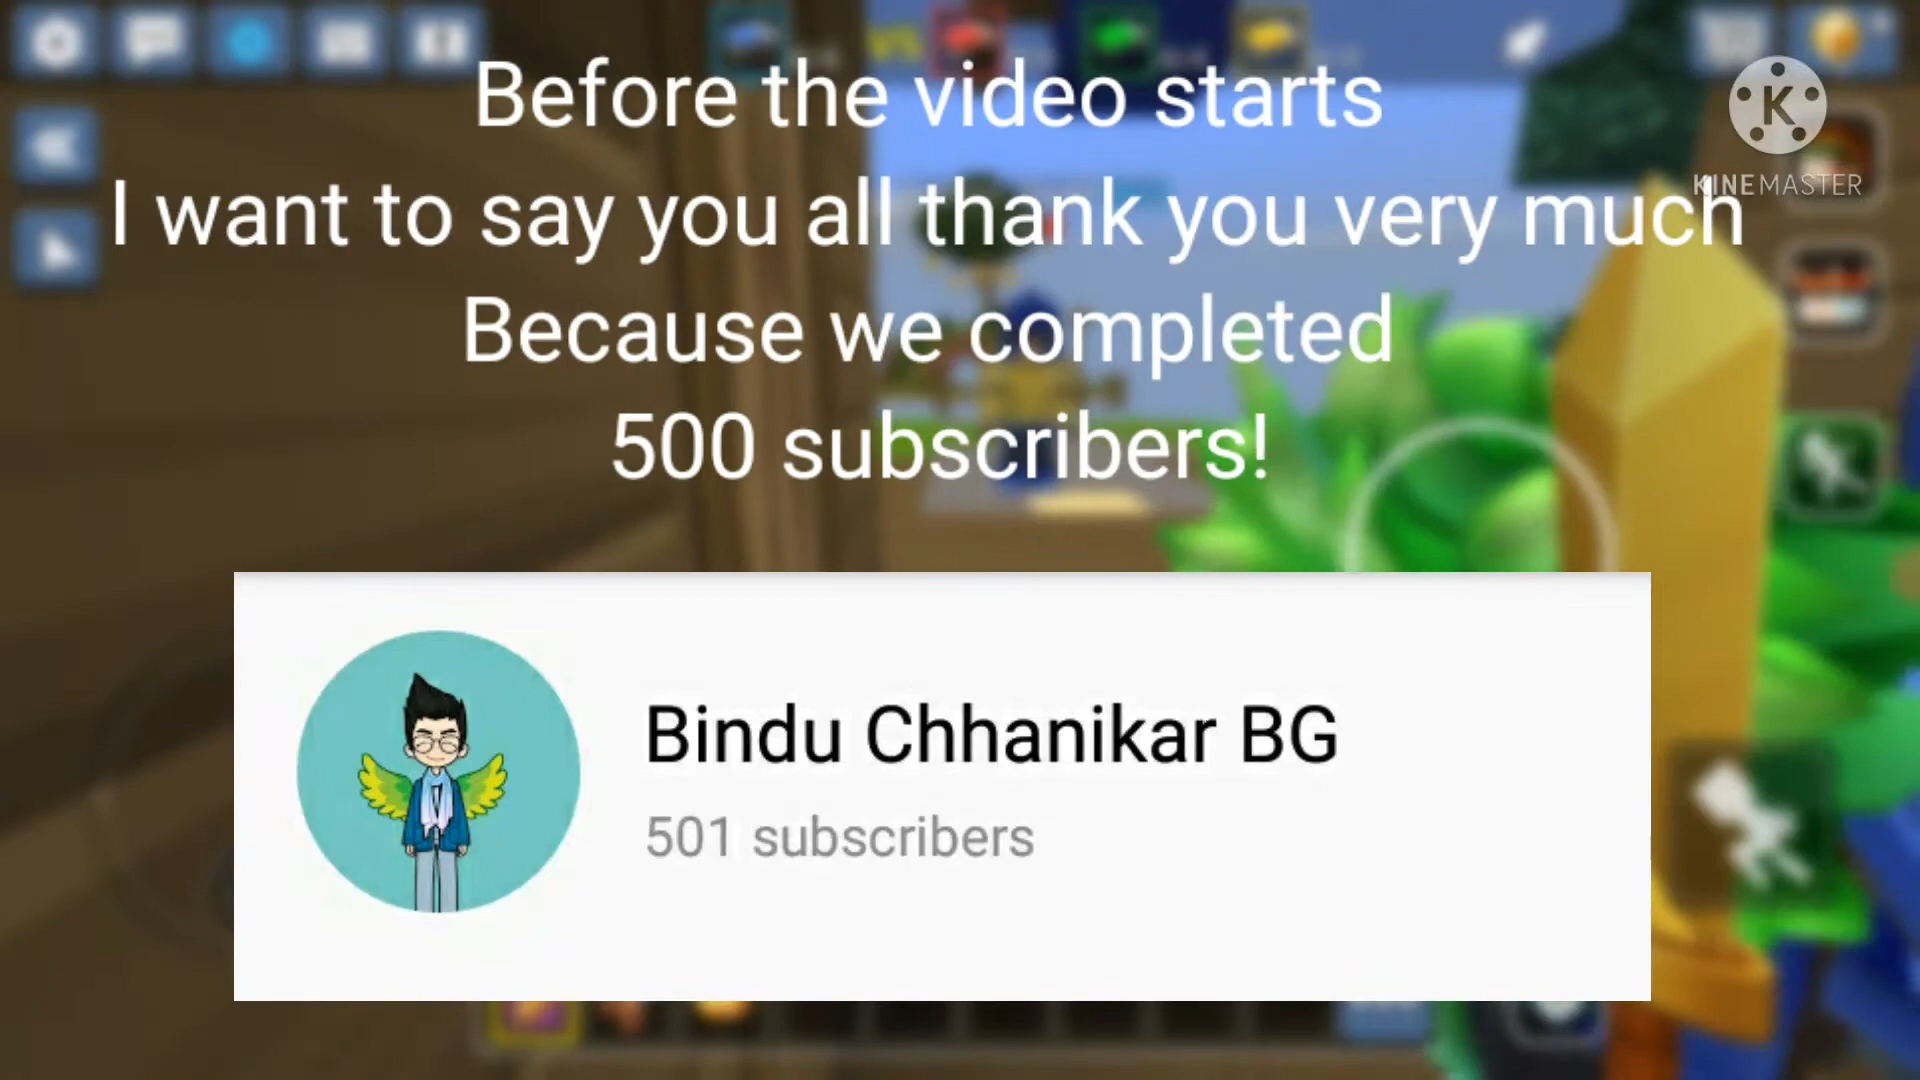 Before the video starts
I want to say you all thank you very much
Because we completed
500 subscribers!
KINEMASTER
Bindu Chhanikar BG
501 subscribers